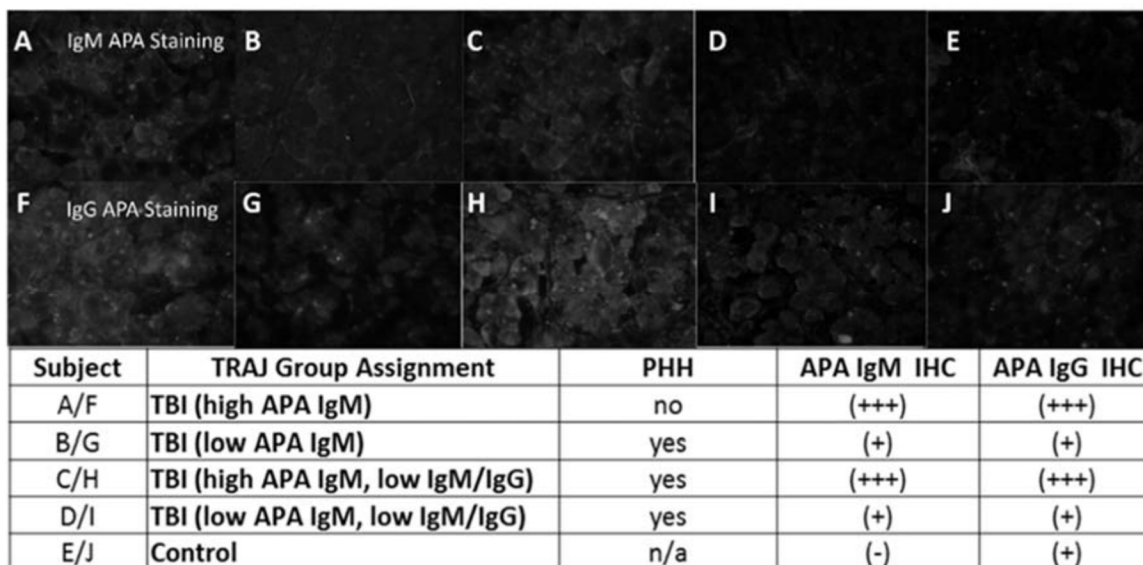 A IgM APA Staining B C D E
F IgG APA Staining G H I J
Subject TRAJ Group Assignment PHH APA IgM IHC APA IgG IHC
A/F TBI (high APA IgM) no (+++) (+++)
B/G TBI (low APA IgM) yes (+) (+)
C/H TBI (high APA IgM, low IgM/IgG) yes (+++) (+++)
D/I TBI (low APA IgM, low IgM/IgG) yes (+) (+)
E/J Control n/a (-) (+)